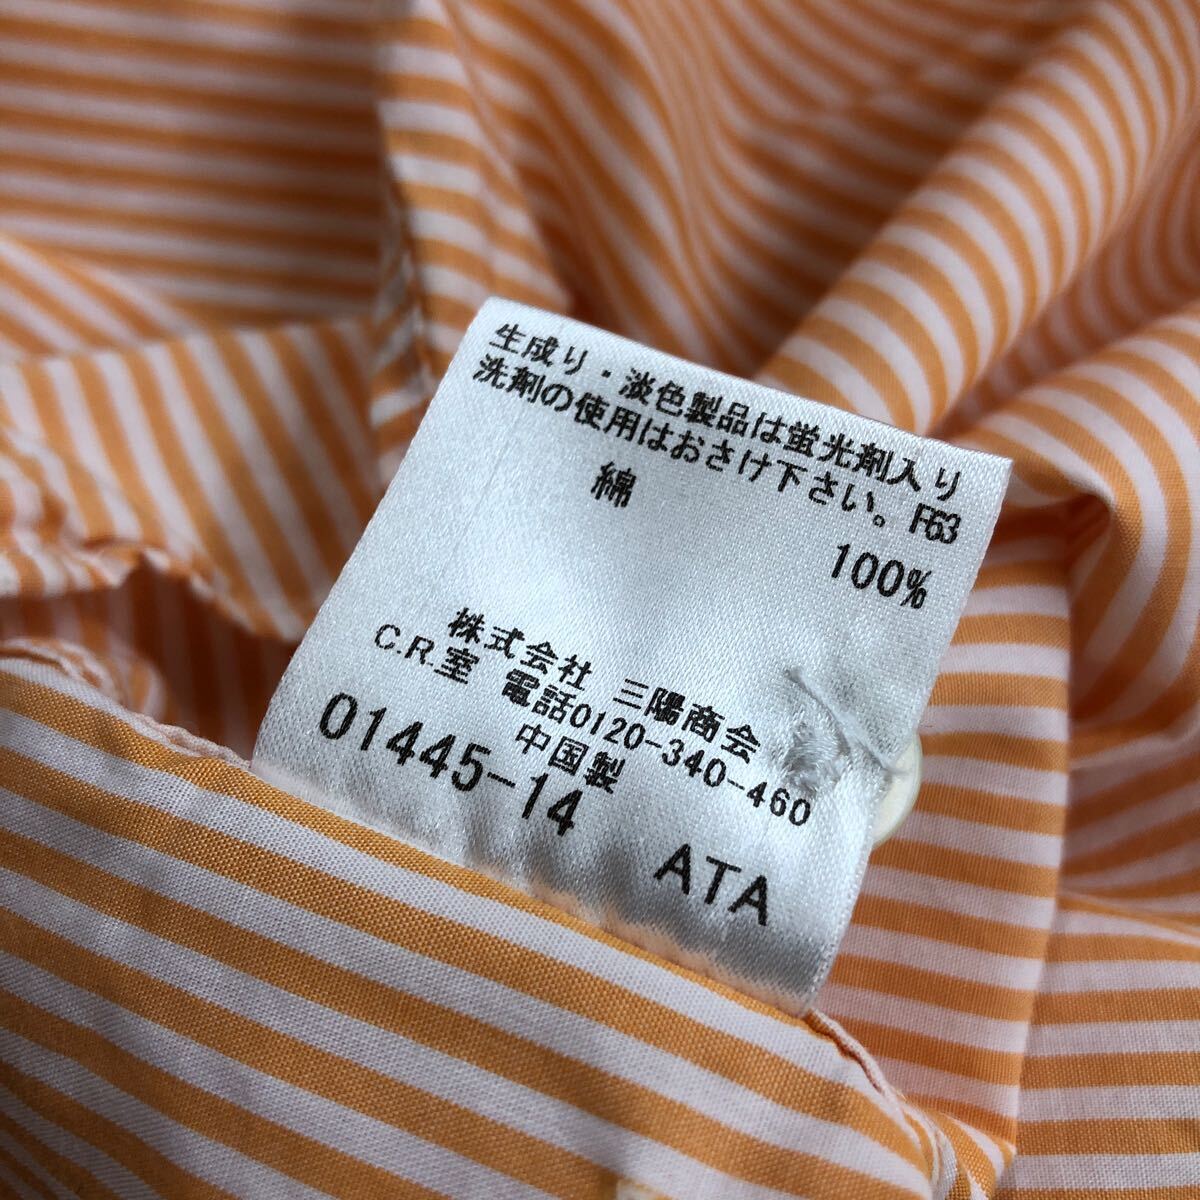 生成り・淡色製品は蛍光剤入り
洗剤の使用はおさけ下さい。F63
綿 100%
株式会社 三陽商会
C.R.室 電話0120-340-460
中国製
01445-14 ATA